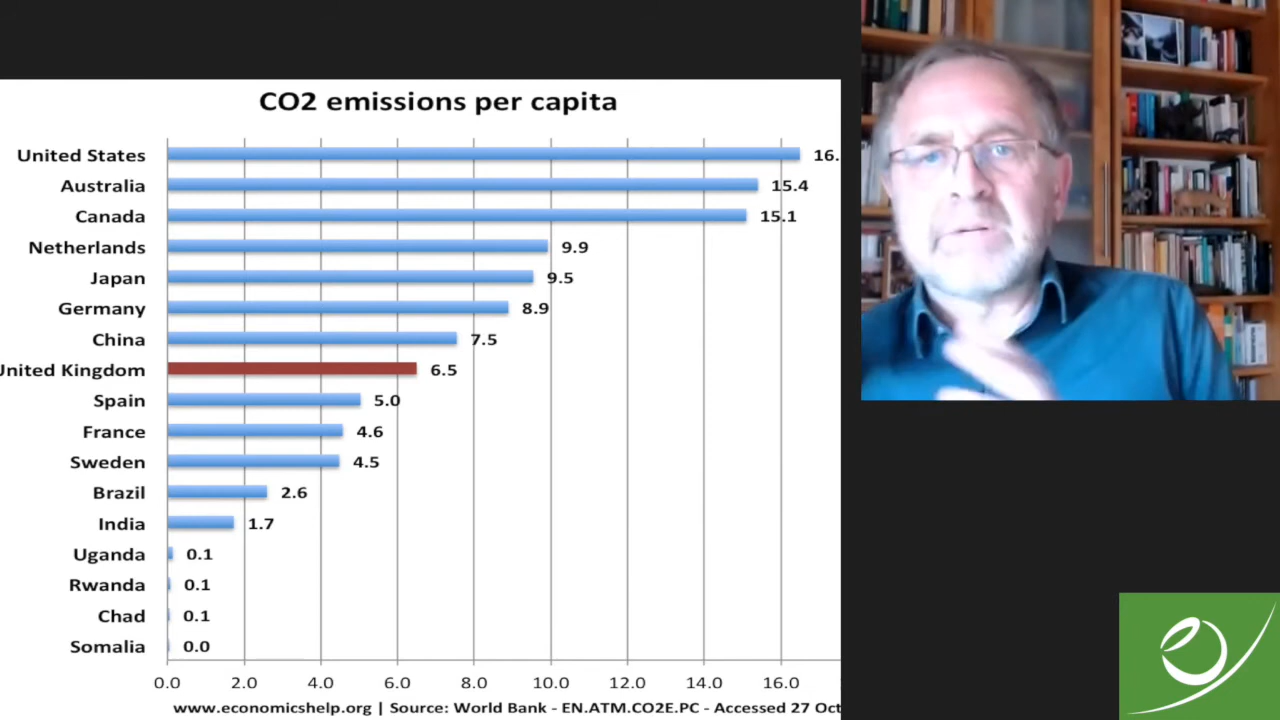 CO2 emissions per capita
United States 16.
Australia 15.4
Canada 15.1
Netherlands 9.9
Japan 9.5
Germany 8.9
China 7.5
United Kingdom 6.5
Spain 5.0
France 4.6
Sweden 4.5
Brazil 2.6
India 1.7
Uganda 0.1
Rwanda 0.1
Chad 0.1
Somalia 0.0
0.0 2.0 4.0 6.0 8.0 10.0 12.0 14.0 16.0
www.economicshelp.org | Source: World Bank - EN.ATM.CO2E.PC - Accessed 27 Oct